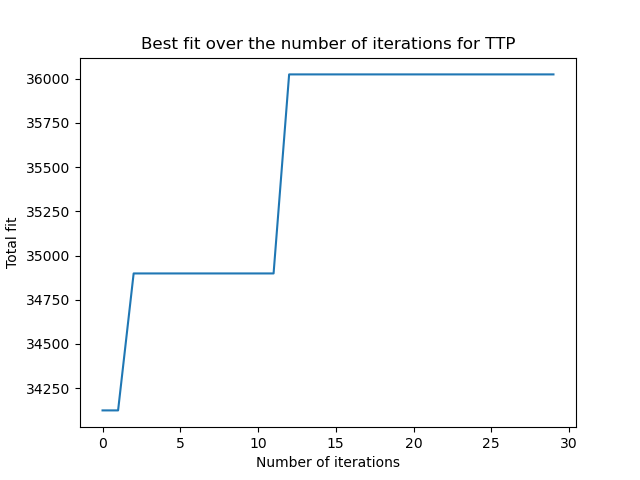 Best fit over the number of iterations for TTP
36000
35750
35500
35250
35000
34750
34500
34250
Total fit
0 5 10 15 20 25 30
Number of iterations